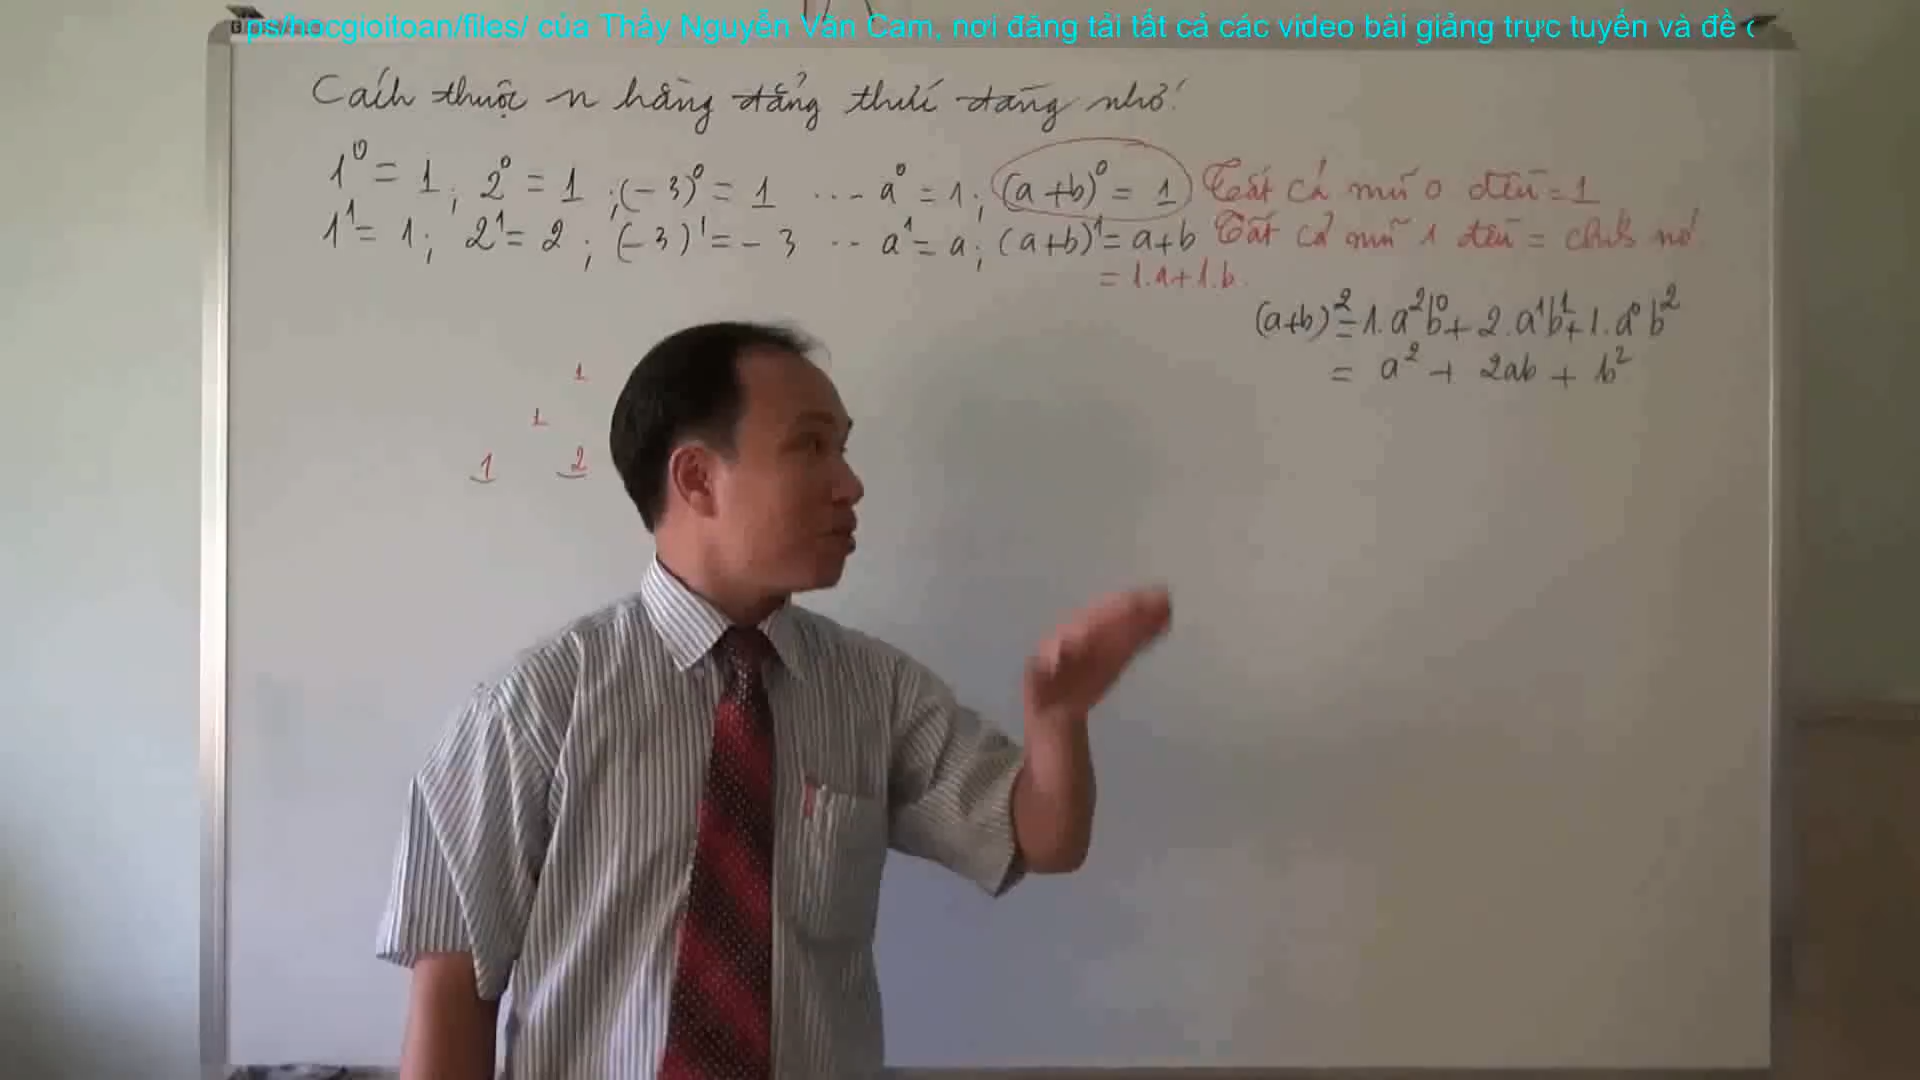 ps/hocgioitoan/files/ của Thầy Nguyễn Văn Cam, nơi đăng tải tất cả các video bài giảng trực tuyến và đề
Cách thuộc n hằng đẳng thức đáng nhớ!
1⁰ = 1; 2⁰ = 1; (-3)⁰ = 1 ... a⁰ = 1; (a+b)⁰ = 1 Tất cả mũ 0 đều = 1
1¹ = 1; 2¹ = 2; (-3)¹ = -3 ... a¹ = a; (a+b)¹ = a+b Tất cả mũ 1 đều = chính nó
= 1.a+1.b.
(a+b)² = 1.a²b⁰ + 2.a¹b¹ + 1.a⁰b²
= a² + 2ab + b²
1
1
1 2